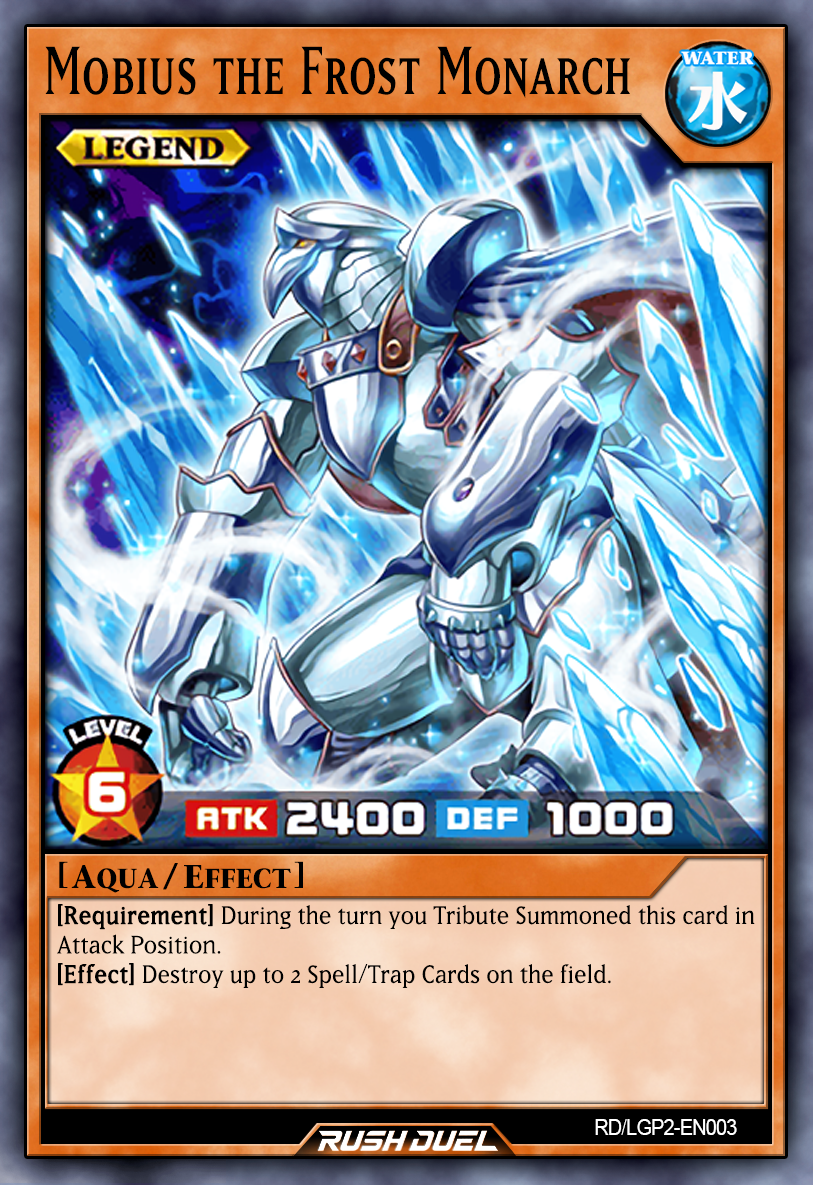 Mobius the Frost Monarch
WATER
水
LEGEND
LEVEL
6
ATK 2400 DEF 1000
[Aqua/Effect]
[Requirement] During the turn you Tribute Summoned this card in
Attack Position.
[Effect] Destroy up to 2 Spell/Trap Cards on the field.
RUSH DUEL
RD/LGP2-EN003